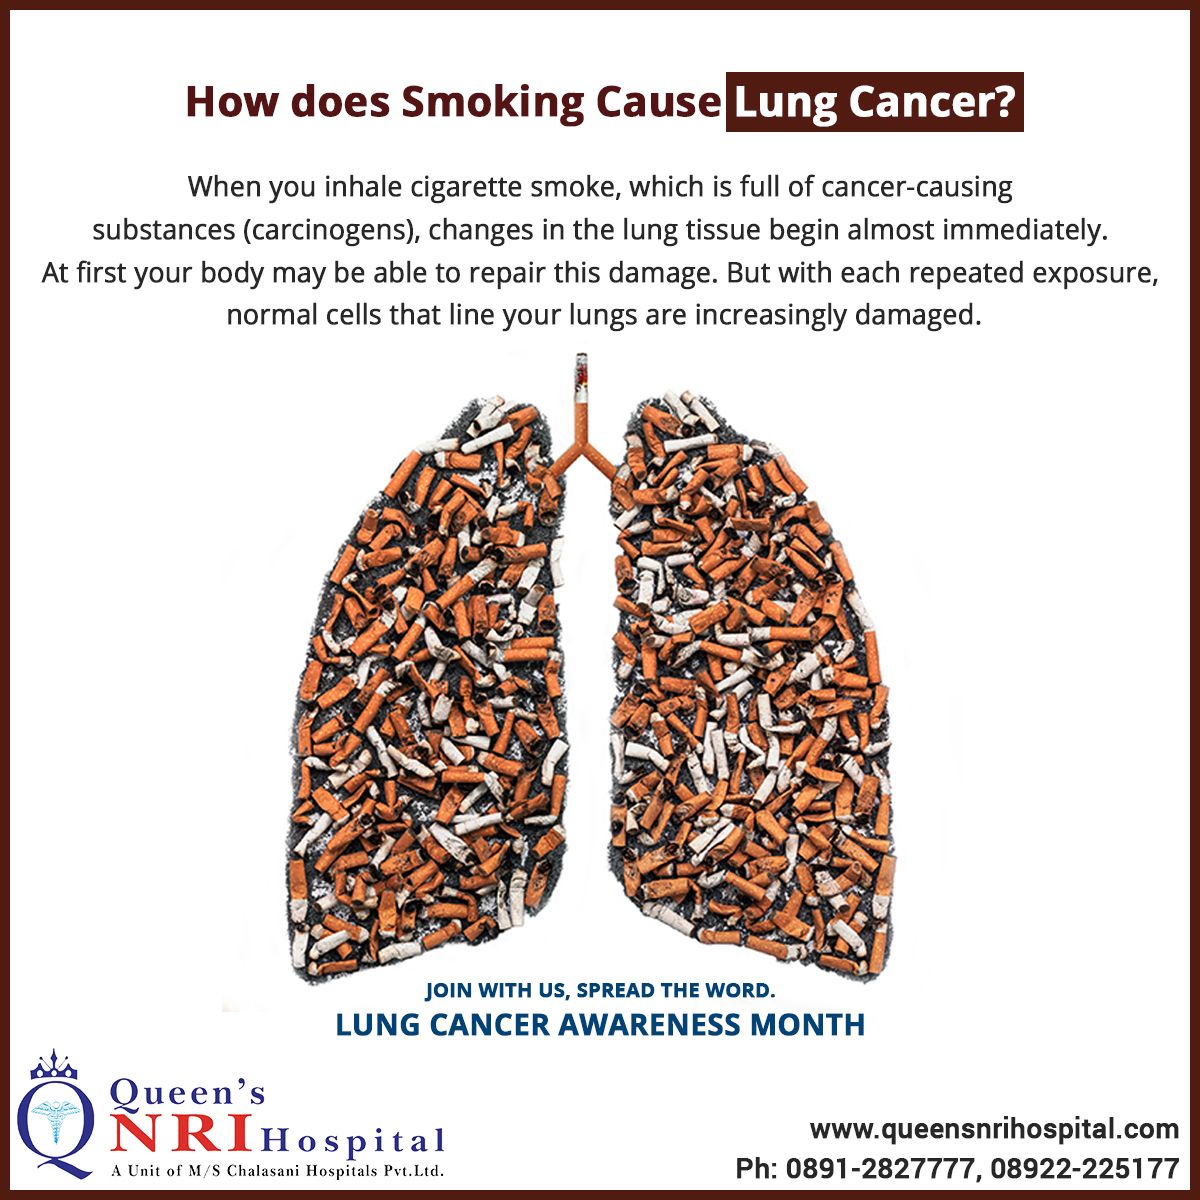 How does Smoking Cause Lung Cancer?
When you inhale cigarette smoke, which is full of cancer-causing
substances (carcinogens), changes in the lung tissue begin almost immediately.
At first your body may be able to repair this damage. But with each repeated exposure,
normal cells that line your lungs are increasingly damaged.
JOIN WITH US, SPREAD THE WORD.
LUNG CANCER AWARENESS MONTH
Queen's
NRI Hospital
A Unit of M/S Chalasani Hospitals Pvt.Ltd.
www.queensnrihospital.com
Ph: 0891-2827777, 08922-225177